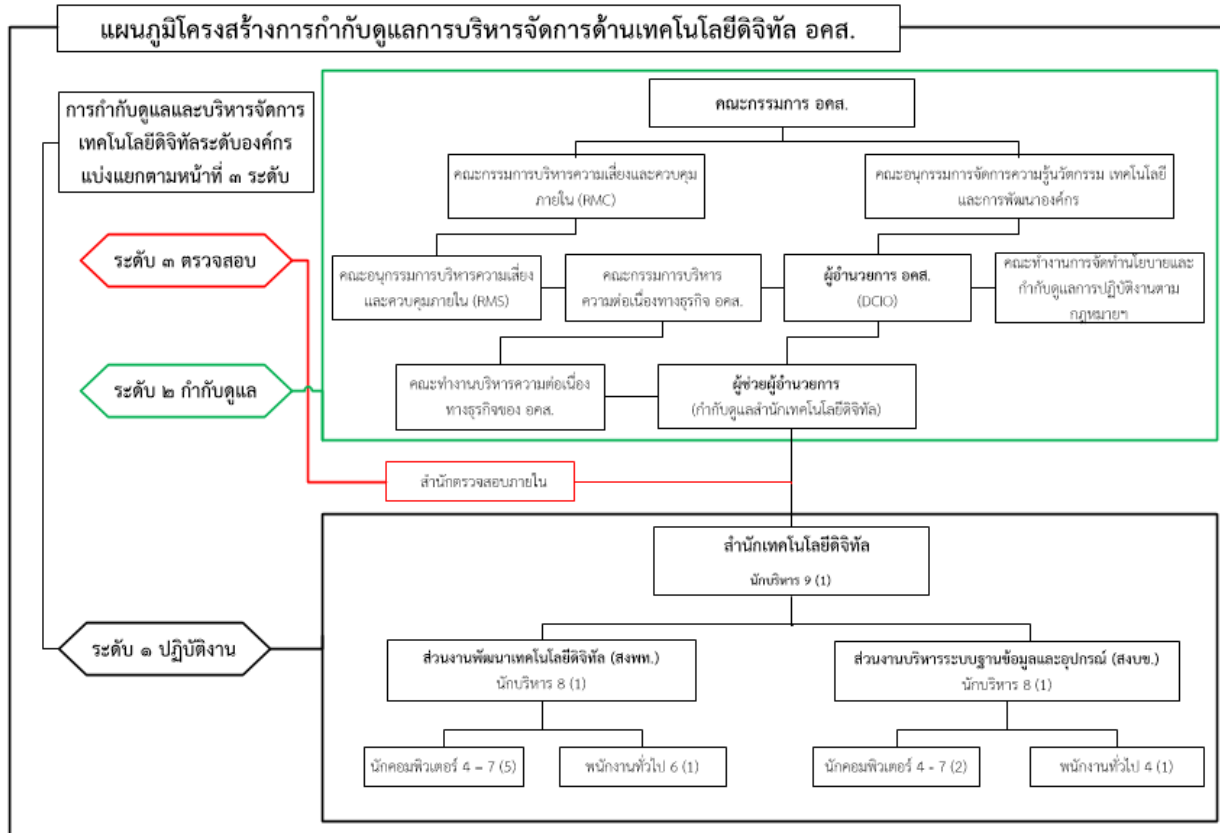 แผนภูมิโครงสร้างการกำกับดูแลการบริหารจัดการด้านเทคโนโลยีดิจิทัล อคส.
การกำกับดูแลและบริหารจัดการ
เทคโนโลยีดิจิทัลระดับองค์กร
แบ่งแยกตามหน้าที่ ๓ ระดับ
คณะกรรมการ อคส.
คณะกรรมการบริหารความเสี่ยงและควบคุม
ภายใน (RMC)
คณะอนุกรรมการจัดการความรู้นวัตกรรม เทคโนโลยี
และการพัฒนาองค์กร
ระดับ ๓ ตรวจสอบ
คณะอนุกรรมการบริหารความเสี่ยง
และควบคุมภายใน (RMS)
คณะกรรมการบริหาร
ความต่อเนื่องทางธุรกิจ อคส.
ผู้อำนวยการ อคส.
(DCIO)
คณะทำงานการจัดทำนโยบายและ
กำกับดูแลการปฏิบัติงานตาม
กฎหมายฯ
ระดับ ๒ กำกับดูแล
คณะทำงานบริหารความต่อเนื่อง
ทางธุรกิจของ อคส.
ผู้ช่วยผู้อำนวยการ
(กำกับดูแลสำนักเทคโนโลยีดิจิทัล)
สำนักตรวจสอบภายใน
สำนักเทคโนโลยีดิจิทัล
นักบริหาร 9 (1)
ระดับ ๑ ปฏิบัติงาน
ส่วนงานพัฒนาเทคโนโลยีดิจิทัล (สงพท.)
นักบริหาร 8 (1)
ส่วนงานบริหารระบบฐานข้อมูลและอุปกรณ์ (สงบข.)
นักบริหาร 8 (1)
นักคอมพิวเตอร์ 4 – 7 (5)
พนักงานทั่วไป 6 (1)
นักคอมพิวเตอร์ 4 - 7 (2)
พนักงานทั่วไป 4 (1)